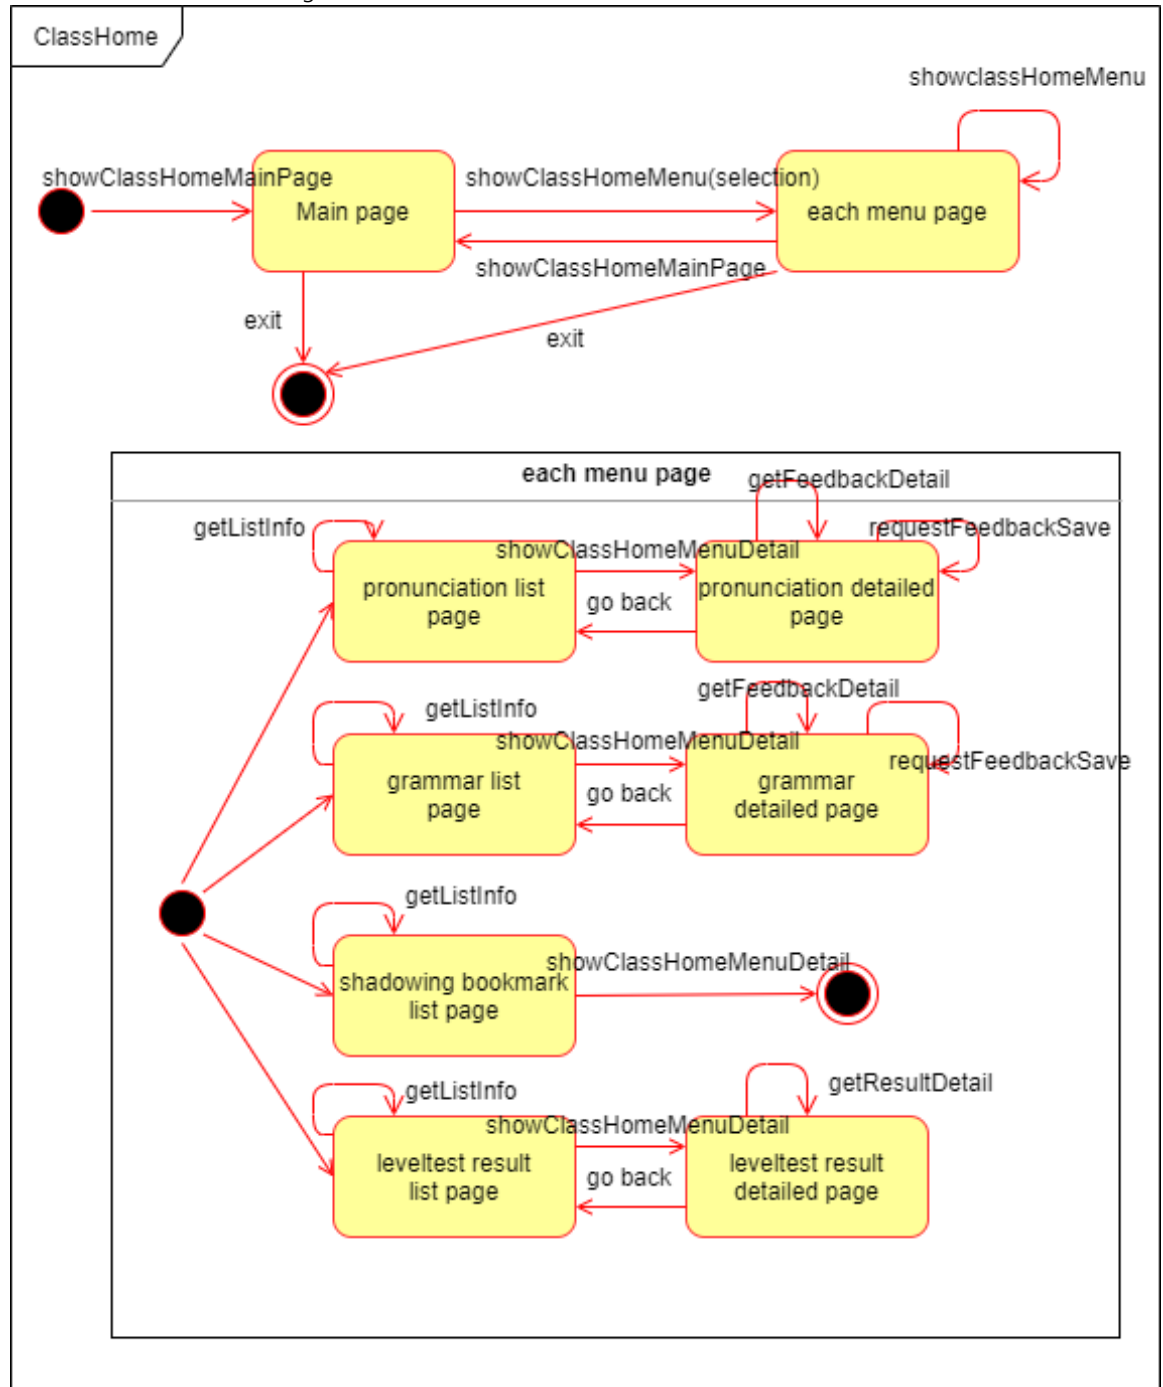 ClassHome
showclassHomeMenu
showClassHomeMainPage
showClassHomeMenu(selection)
Main page
each menu page
showClassHomeMainPage
exit
exit
each menu page
getFeedbackDetail
getListInfo
requestFeedbackSave
showClassHomeMenuDetail
pronunciation list
page
go back
pronunciation detailed
page
getFeedbackDetail
getListInfo
showClassHomeMenuDetail
requestFeedbackSave
grammar list
page
go back
grammar
detailed page
getListInfo
showClassHomeMenuDetail
shadowing bookmark
list page
getResultDetail
getListInfo
showClassHomeMenuDetail
leveltest result
list page
go back
leveltest result
detailed page